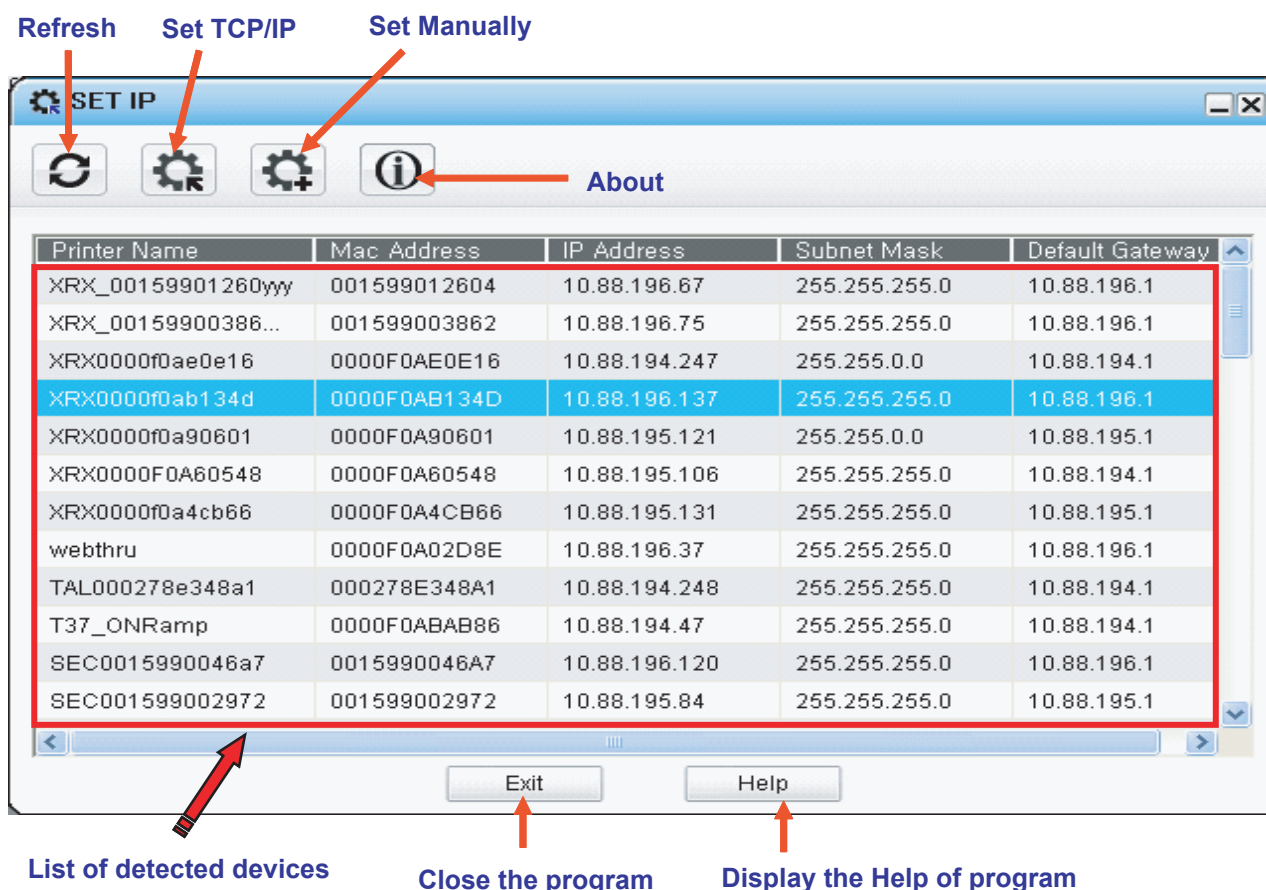 Refresh Set TCP/IP Set Manually
SET IP
About
Printer Name Mac Address IP Address Subnet Mask Default Gateway
XRX_00159901260yyy 001599012604 10.88.196.67 255.255.255.0 10.88.196.1
XRX_00159900386... 001599003862 10.88.196.75 255.255.255.0 10.88.196.1
XRX0000f0ae0e16 0000F0AE0E16 10.88.194.247 255.255.0.0 10.88.194.1
XRX0000f0ab134d 0000F0AB134D 10.88.196.137 255.255.255.0 10.88.196.1
XRX0000f0a90601 0000F0A90601 10.88.195.121 255.255.0.0 10.88.195.1
XRX0000F0A60548 0000F0A60548 10.88.195.106 255.255.255.0 10.88.194.1
XRX0000f0a4cb66 0000F0A4CB66 10.88.195.131 255.255.255.0 10.88.195.1
webthru 0000F0A02D8E 10.88.196.37 255.255.255.0 10.88.196.1
TAL000278e348a1 000278E348A1 10.88.194.248 255.255.255.0 10.88.194.1
T37_ONRamp 0000F0ABAB86 10.88.194.47 255.255.255.0 10.88.194.1
SEC0015990046a7 0015990046A7 10.88.196.120 255.255.255.0 10.88.196.1
SEC001599002972 001599002972 10.88.195.84 255.255.255.0 10.88.195.1
Exit Help
List of detected devices Close the program Display the Help of program